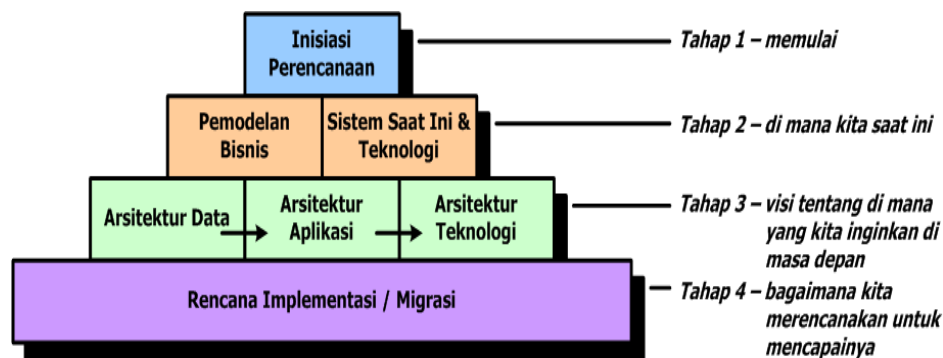 Inisiasi
Perencanaan
Tahap 1 – memulai
Pemodelan
Bisnis
Sistem Saat Ini &
Teknologi
Tahap 2 – di mana kita saat ini
Arsitektur Data
Arsitektur
Aplikasi
Arsitektur
Teknologi
Tahap 3 – visi tentang di mana
yang kita inginkan di
masa depan
Rencana Implementasi / Migrasi
Tahap 4 – bagaimana kita
merencanakan untuk
mencapainya